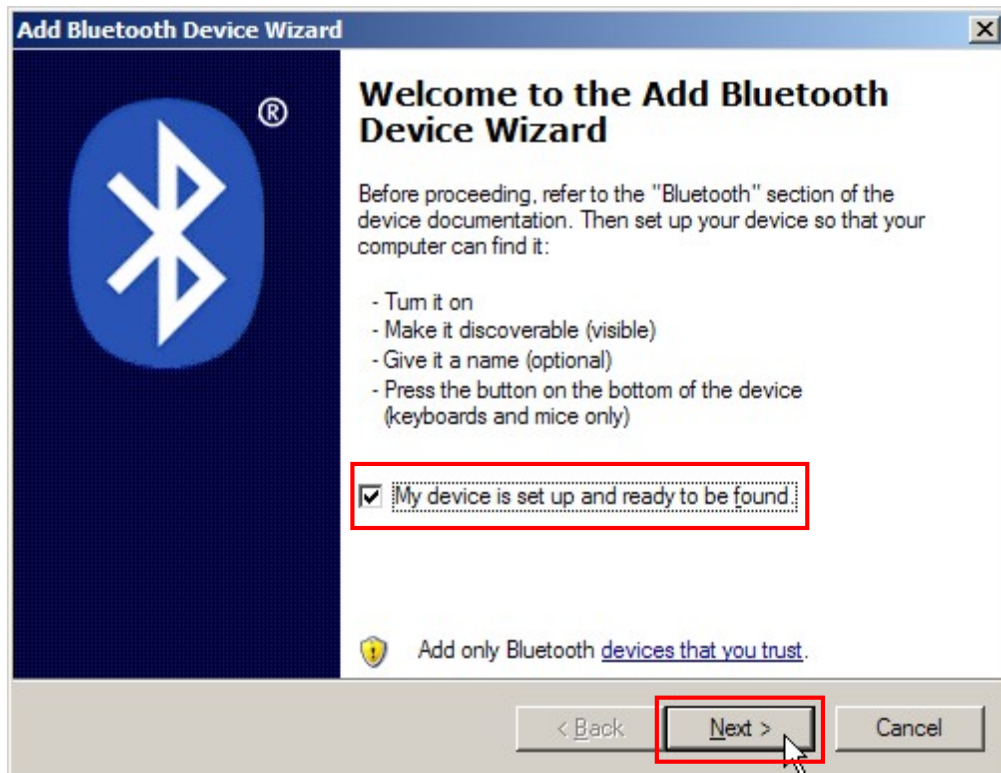 Add Bluetooth Device Wizard
®
Welcome to the Add Bluetooth
Device Wizard
Before proceeding, refer to the "Bluetooth" section of the
device documentation. Then set up your device so that your
computer can find it:
- Turn it on
- Make it discoverable (visible)
- Give it a name (optional)
- Press the button on the bottom of the device
(keyboards and mice only)
My device is set up and ready to be found.
Add only Bluetooth devices that you trust.
< Back
Next >
Cancel